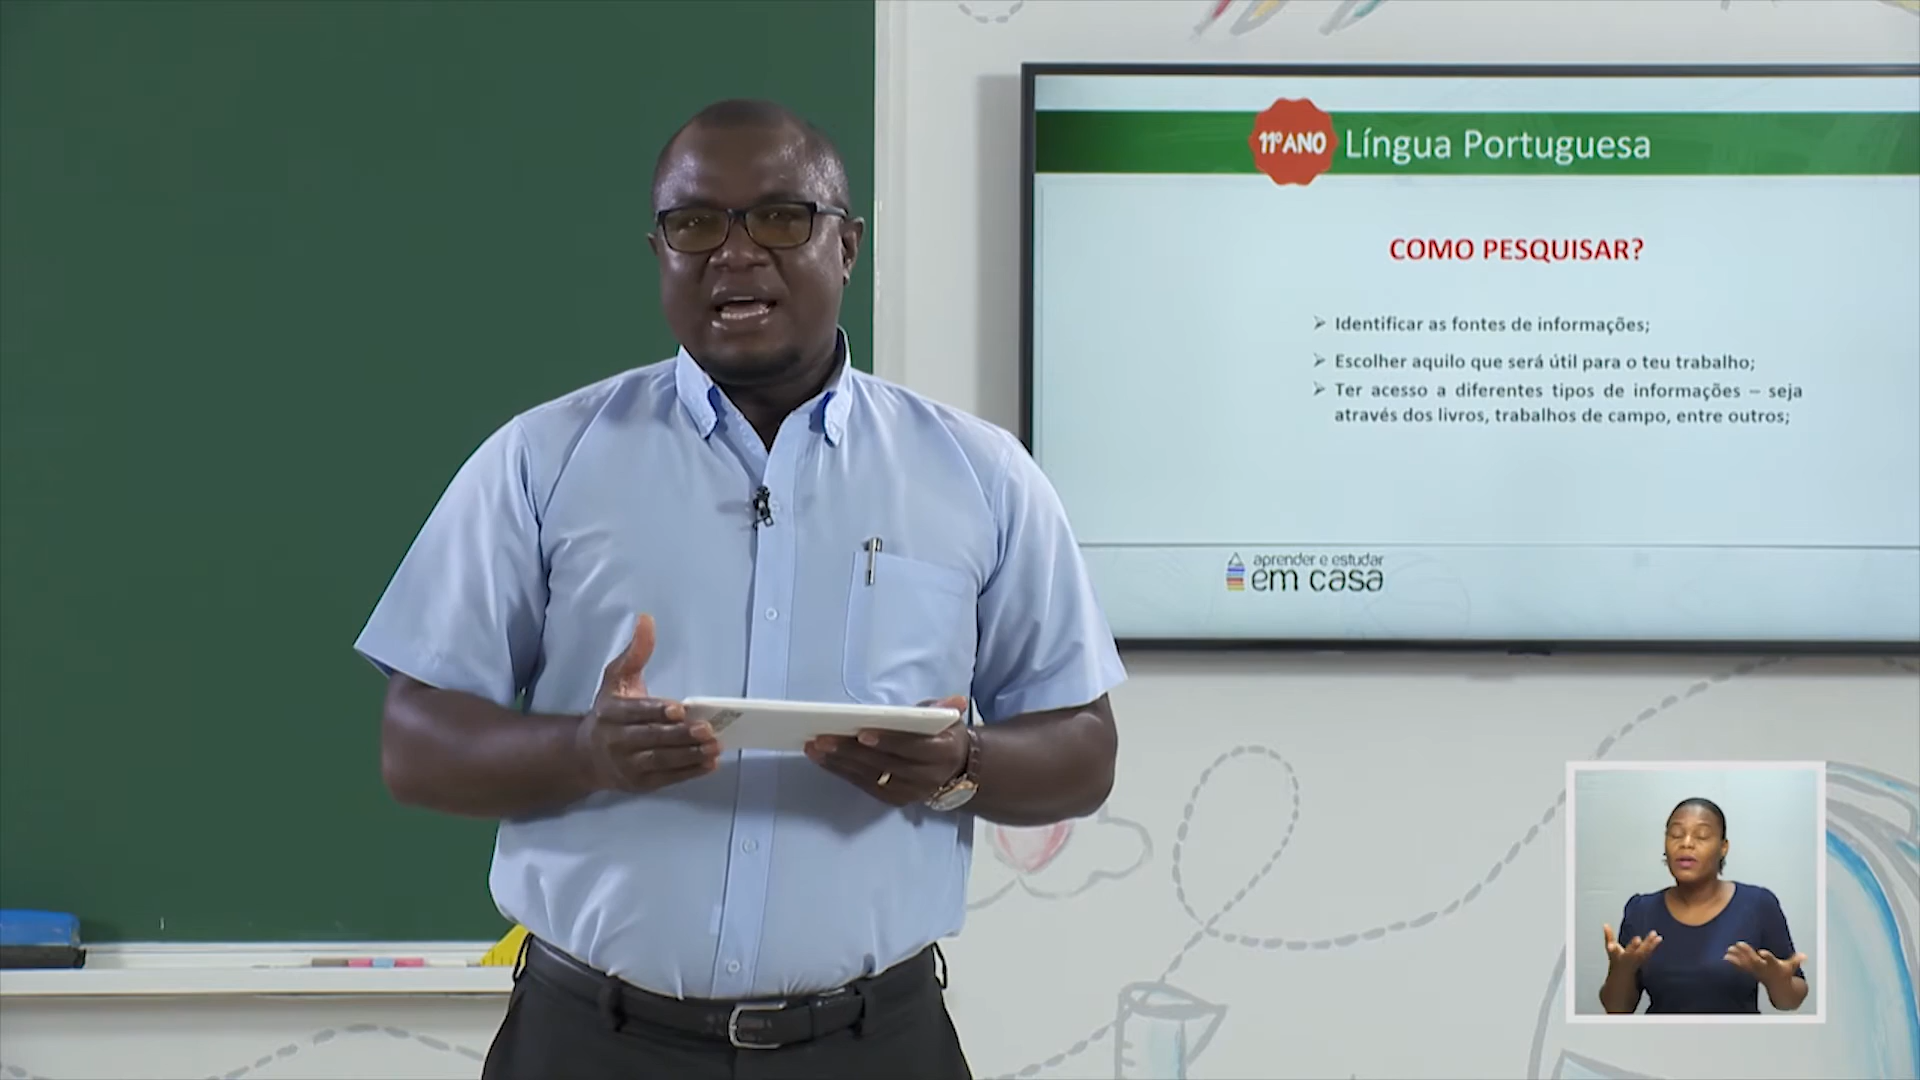 11º ANO Língua Portuguesa
COMO PESQUISAR?
➢ Identificar as fontes de informações;
➢ Escolher aquilo que será útil para o teu trabalho;
➢ Ter acesso a diferentes tipos de informações – seja
através dos livros, trabalhos de campo, entre outros;
aprender e estudar
em casa